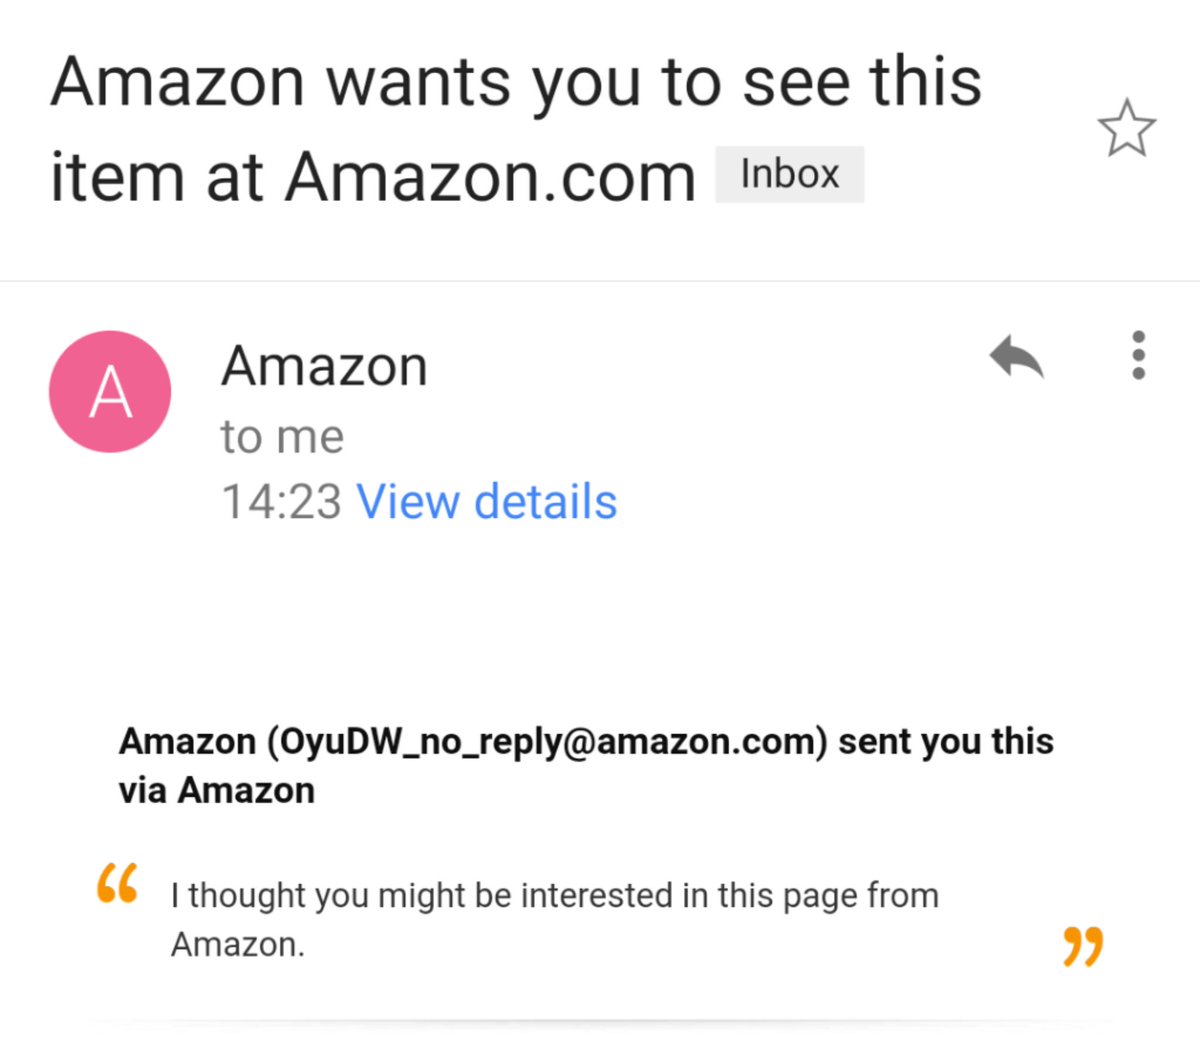 Amazon wants you to see this
item at Amazon.com Inbox
A
Amazon
to me
14:23 View details
Amazon (OyuDW_no_reply@amazon.com) sent you this
via Amazon
“ I thought you might be interested in this page from
Amazon. ”